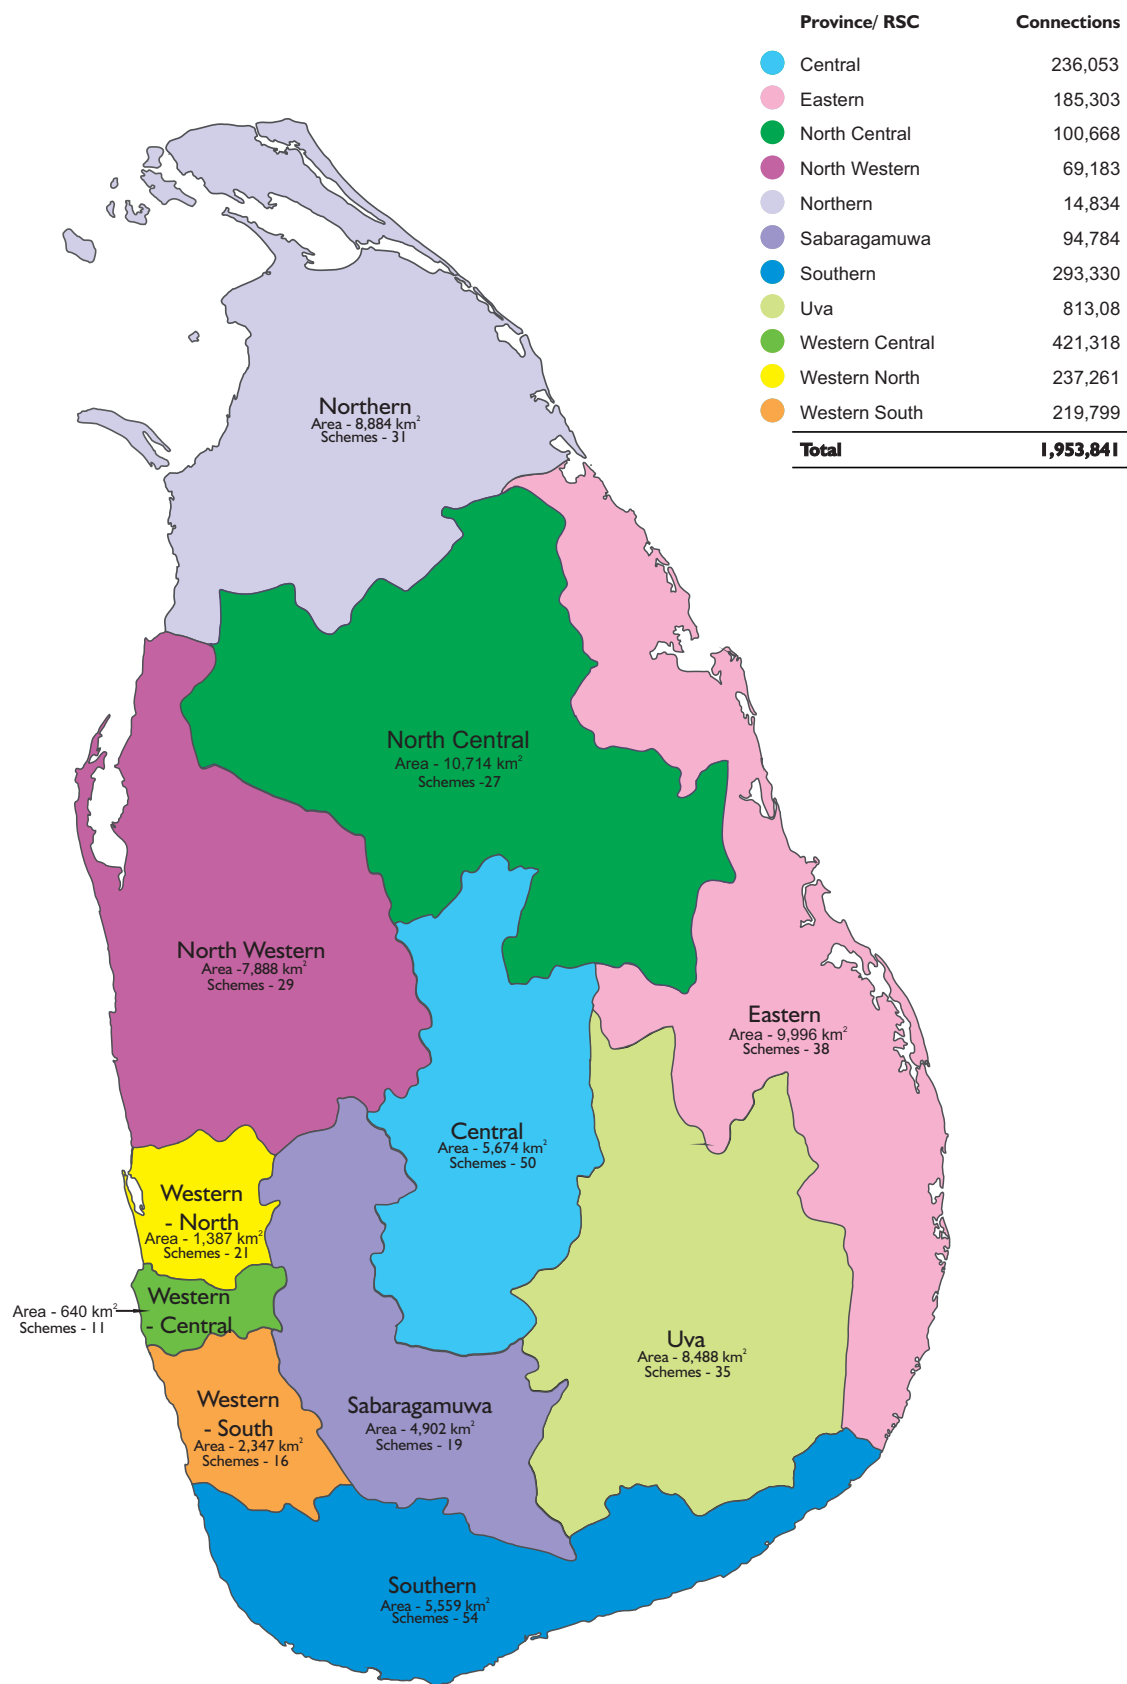 Province/ RSC Connections
Central 236,053
Eastern 185,303
North Central 100,668
North Western 69,183
Northern 14,834
Sabaragamuwa 94,784
Southern 293,330
Uva 813,08
Western Central 421,318
Western North 237,261
Western South 219,799
Total 1,953,841
Northern
Area - 8,884 km²
Schemes - 31
North Central
Area - 10,714 km²
Schemes -27
North Western
Area -7,888 km²
Schemes - 29
Eastern
Area - 9,996 km²
Schemes - 38
Central
Area - 5,674 km²
Schemes - 50
Western
- North
Area - 1,387 km²
Schemes - 21
Western
- Central
Area - 640 km²
Schemes - 11
Uva
Area - 8,488 km²
Schemes - 35
Western
- South
Area - 2,347 km²
Schemes - 16
Sabaragamuwa
Area - 4,902 km²
Schemes - 19
Southern
Area - 5,559 km²
Schemes - 54